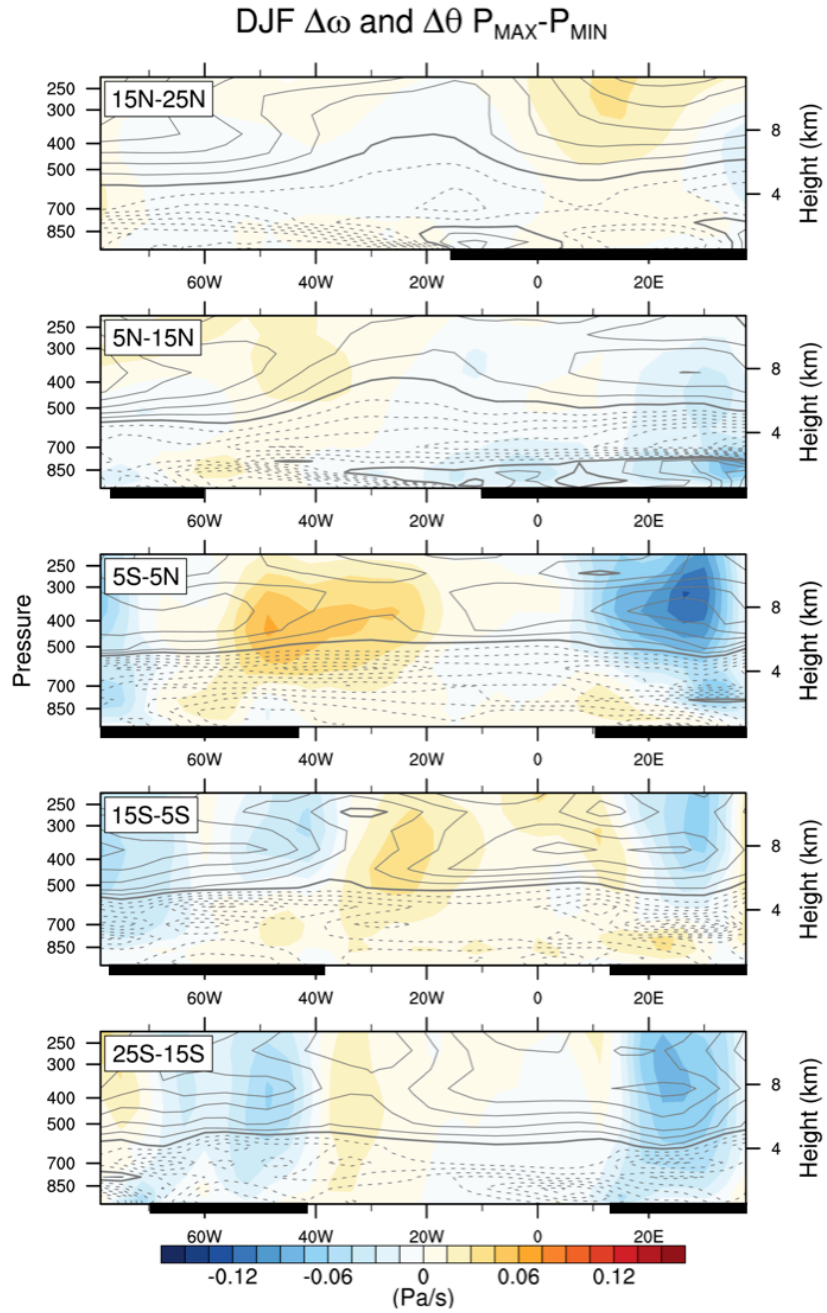 DJF Δω and Δθ P_MAX-P_MIN
15N-25N
250
300
400
500
700
850
8
4
Height (km)
60W 40W 20W 0 20E
5N-15N
250
300
400
500
700
850
8
4
Height (km)
60W 40W 20W 0 20E
5S-5N
Pressure
250
300
400
500
700
850
8
4
Height (km)
60W 40W 20W 0 20E
15S-5S
250
300
400
500
700
850
8
4
Height (km)
60W 40W 20W 0 20E
25S-15S
250
300
400
500
700
850
8
4
Height (km)
60W 40W 20W 0 20E
-0.12 -0.06 0 0.06 0.12
(Pa/s)